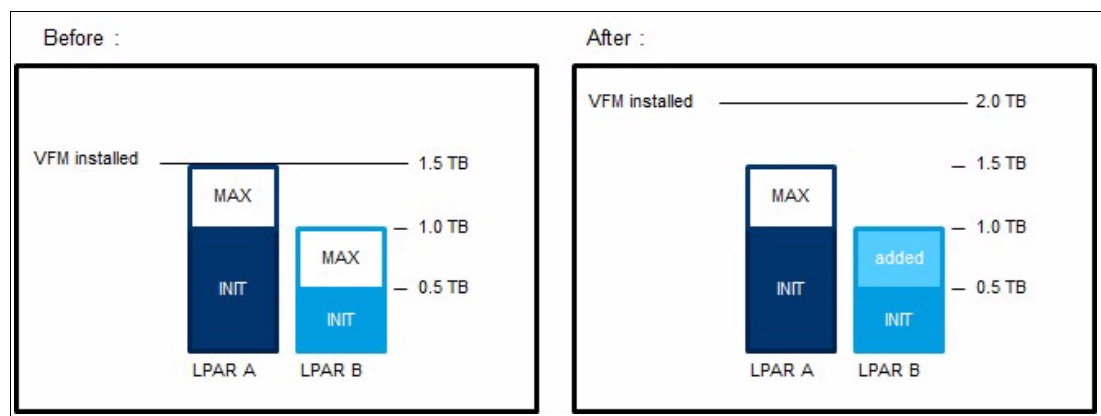 Before :
VFM installed
1.5 TB
MAX
1.0 TB
MAX
INIT
0.5 TB
INIT
LPAR A
LPAR B
After :
VFM installed
2.0 TB
1.5 TB
MAX
1.0 TB
added
INIT
0.5 TB
INIT
LPAR A
LPAR B